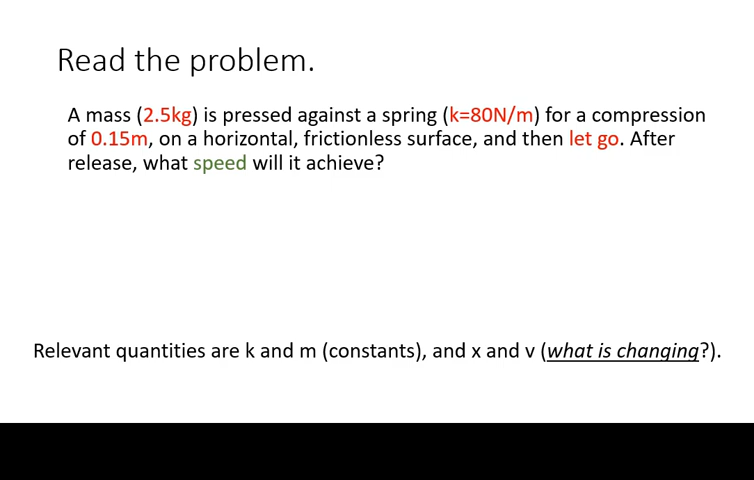 Read the problem.
A mass (2.5kg) is pressed against a spring (k=80N/m) for a compression
of 0.15m, on a horizontal, frictionless surface, and then let go. After
release, what speed will it achieve?
Relevant quantities are k and m (constants), and x and v (what is changing?).